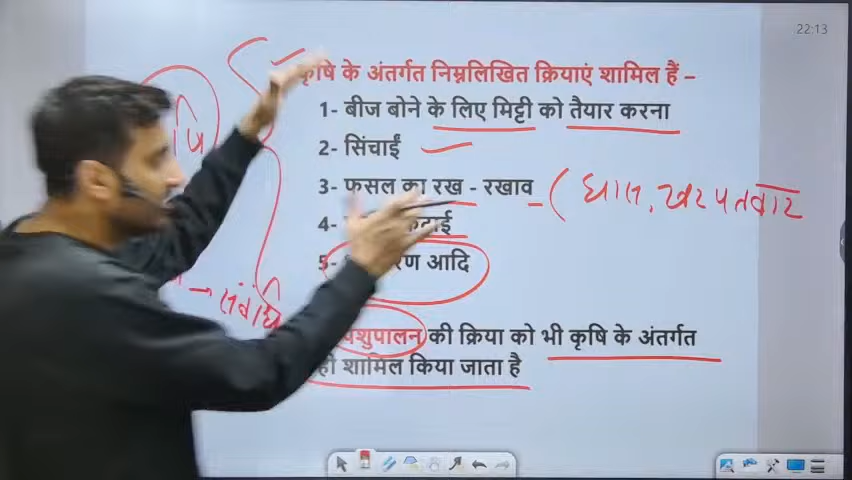 22:13
कृषि के अंतर्गत निम्नलिखित क्रियाएं शामिल हैं –
1- बीज बोने के लिए मिट्टी को तैयार करना
2- सिंचाईं
3- फसल का रख - रखाव ( घास, खरपतवार
4- कटाई
5- आदि
→ संबंधि
पशुपालन की क्रिया को भी कृषि के अंतर्गत
ही शामिल किया जाता है